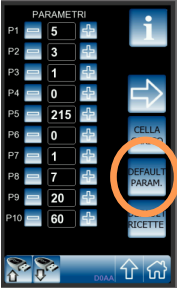 PARAMETRI
P1 5
P2 3
P3 1
P4 0
P5 215
P6 0
P7 1
P8 7
P9 20
P10 60
i
CELLA
DEFAULT
PARAM.
RICETTE